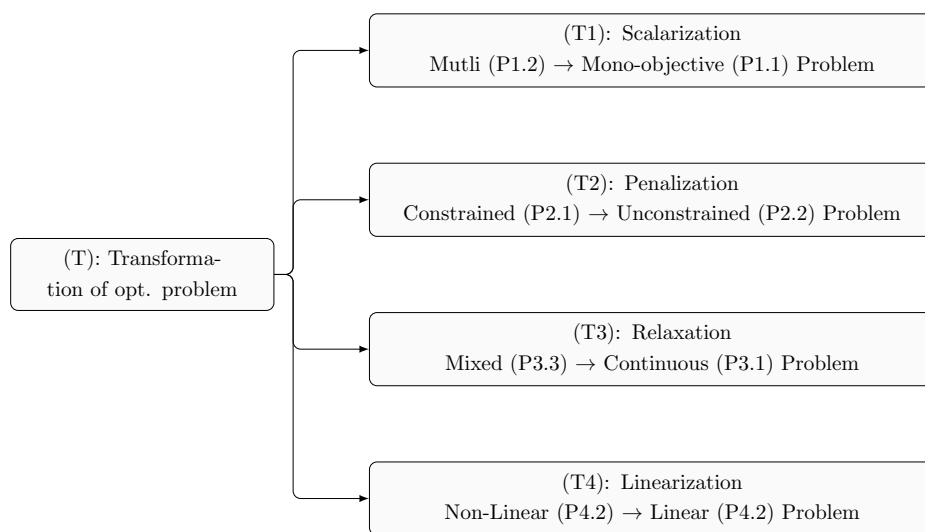 (T1): Scalarization
Mutli (P1.2) → Mono-objective (P1.1) Problem
(T2): Penalization
Constrained (P2.1) → Unconstrained (P2.2) Problem
(T): Transforma-
tion of opt. problem
(T3): Relaxation
Mixed (P3.3) → Continuous (P3.1) Problem
(T4): Linearization
Non-Linear (P4.2) → Linear (P4.2) Problem